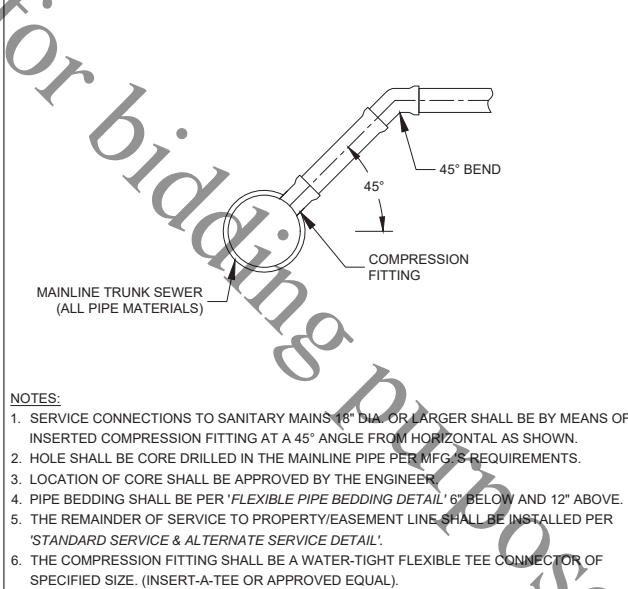 for bidding purpos
45° BEND
45°
COMPRESSION
FITTING
MAINLINE TRUNK SEWER
(ALL PIPE MATERIALS)
NOTES:
1. SERVICE CONNECTIONS TO SANITARY MAINS 18" DIA. OR LARGER SHALL BE BY MEANS OF
INSERTED COMPRESSION FITTING AT A 45° ANGLE FROM HORIZONTAL AS SHOWN.
2. HOLE SHALL BE CORE DRILLED IN THE MAINLINE PIPE PER MFG.'S REQUIREMENTS.
3. LOCATION OF CORE SHALL BE APPROVED BY THE ENGINEER.
4. PIPE BEDDING SHALL BE PER 'FLEXIBLE PIPE BEDDING DETAIL' 6" BELOW AND 12" ABOVE.
5. THE REMAINDER OF SERVICE TO PROPERTY/EASEMENT LINE SHALL BE INSTALLED PER
'STANDARD SERVICE & ALTERNATE SERVICE DETAIL'.
6. THE COMPRESSION FITTING SHALL BE A WATER-TIGHT FLEXIBLE TEE CONNECTOR OF
SPECIFIED SIZE. (INSERT-A-TEE OR APPROVED EQUAL).